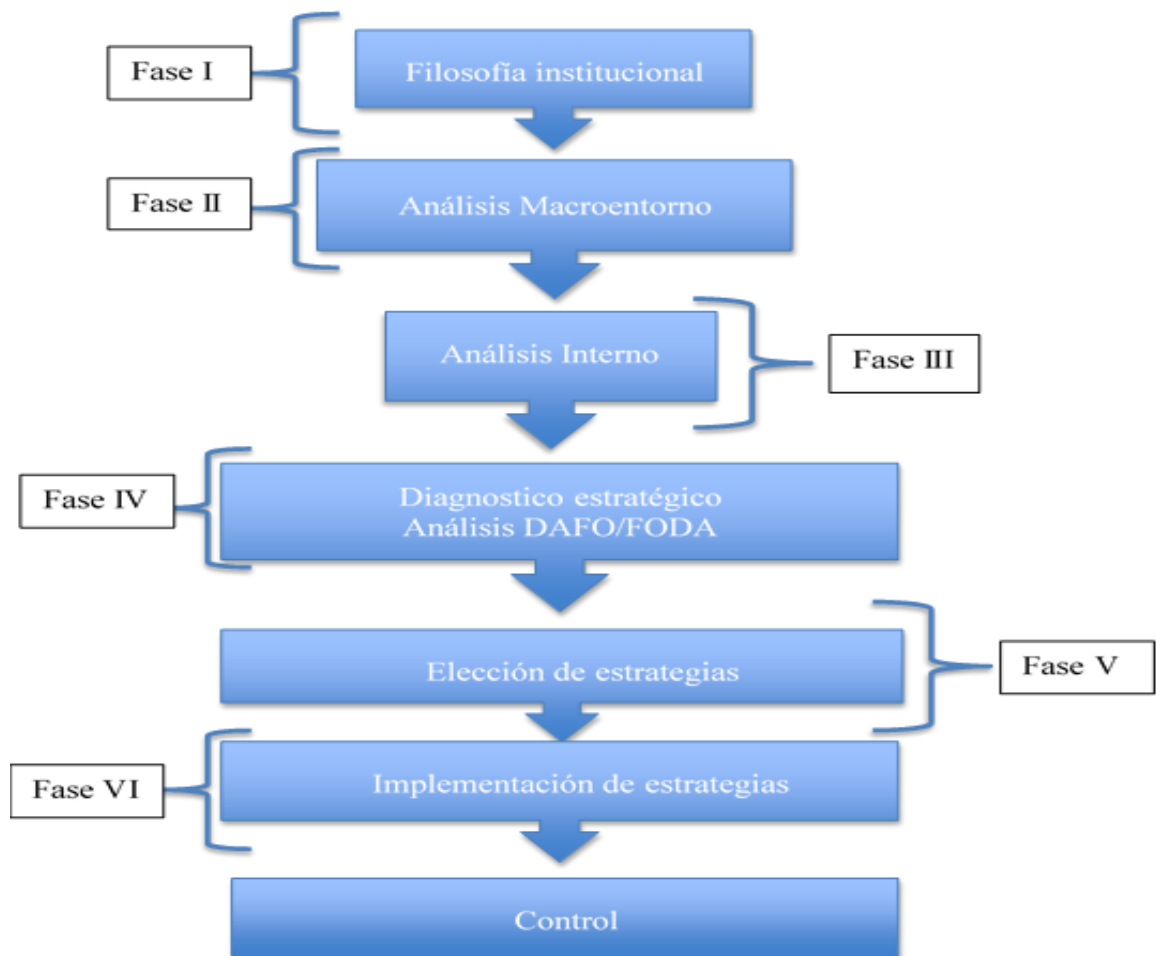 Fase I
Filosofía institucional
Fase II
Análisis Macroentorno
Análisis Interno
Fase III
Fase IV
Diagnostico estratégico
Análisis DAFO/FODA
Elección de estrategias
Fase V
Fase VI
Implementación de estrategias
Control